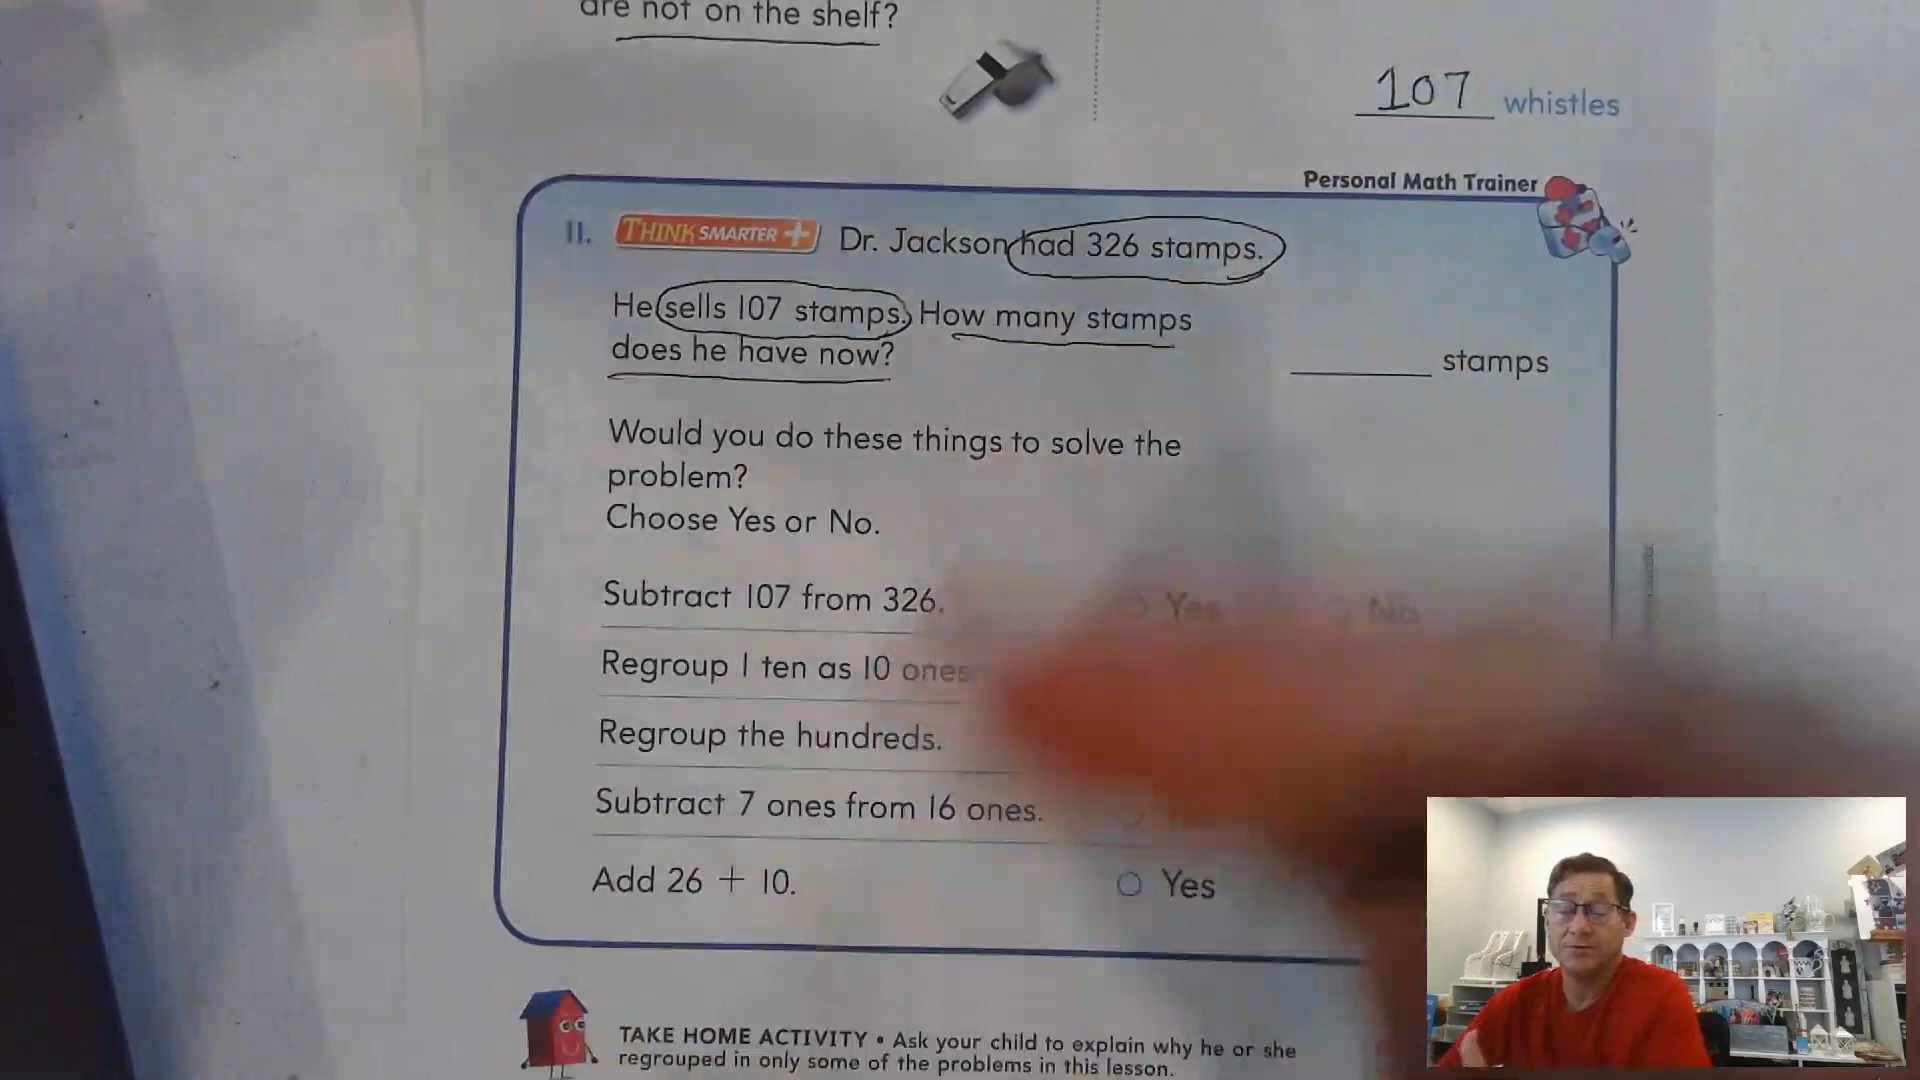 are not on the shelf?
107 whistles
Personal Math Trainer
11. THINK SMARTER + Dr. Jackson had 326 stamps.
He sells 107 stamps. How many stamps
does he have now?
stamps
Would you do these things to solve the
problem?
Choose Yes or No.
Subtract 107 from 326. Yes No
Regroup 1 ten as 10 ones.
Regroup the hundreds.
Subtract 7 ones from 16 ones.
Add 26 + 10. Yes
TAKE HOME ACTIVITY • Ask your child to explain why he or she
regrouped in only some of the problems in this lesson.